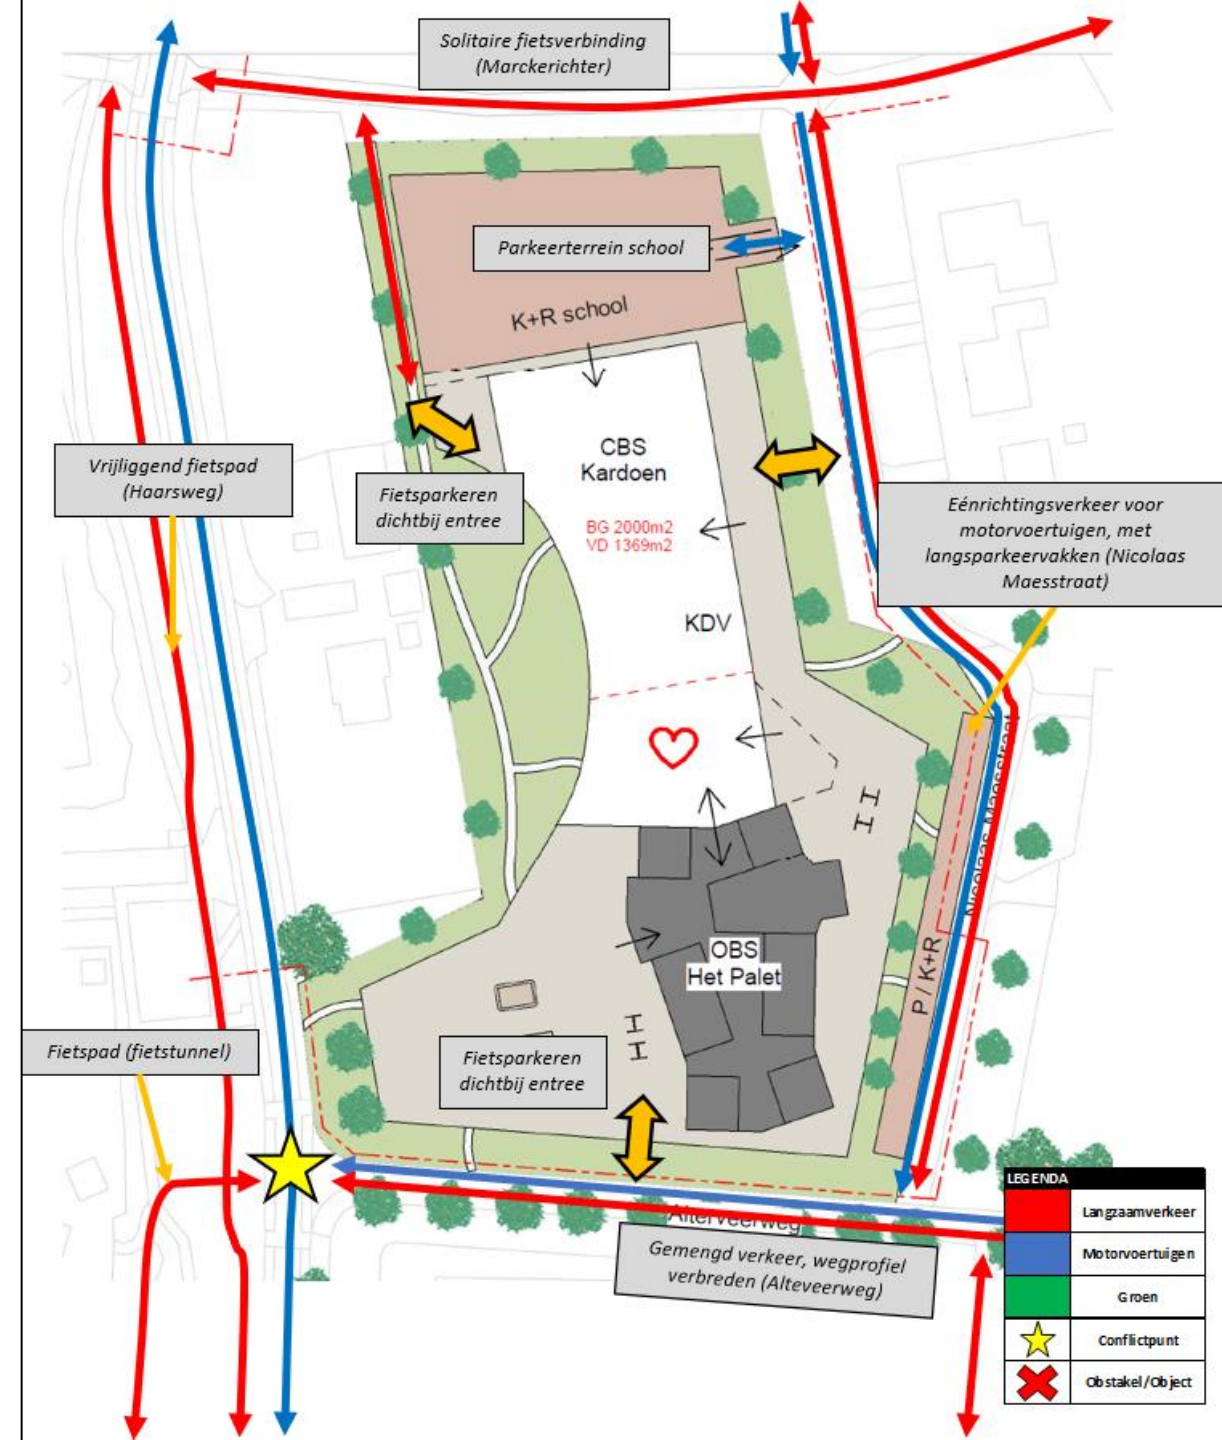 Solitaire fietsverbinding
(Marckerichter)
Parkeerterrein school
K+R school
CBS
Kardoen
BG 2000m2
VD 1369m2
KDV
Vrijliggend fietspad
(Haarsweg)
Fietsparkeren
dichtbij entree
Eénrichtingsverkeer voor
motorvoertuigen, met
langsparkeervakken (Nicolaas
Maesstraat)
Nicolaas Maesstraat
P / K+R
OBS
Het Palet
Fietspad (fietstunnel)
Fietsparkeren
dichtbij entree
Alterveerweg
Gemengd verkeer, wegprofiel
verbreden (Alteveerweg)
LEGENDA
Langzaamverkeer
Motorvoertuigen
Groen
Conflictpunt
Obstakel/Object